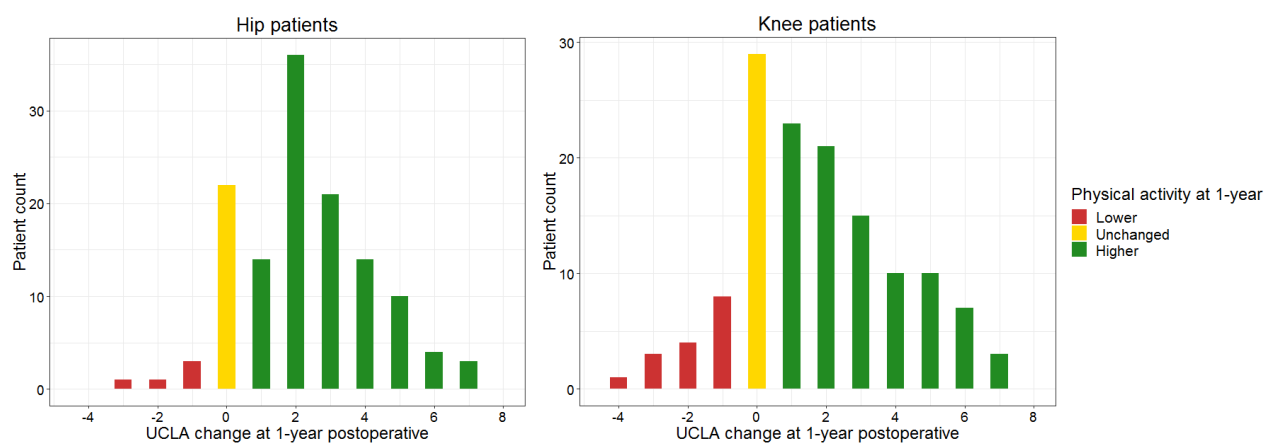 Hip patients
Patient count
30
20
10
0
-4 -2 0 2 4 6 8
UCLA change at 1-year postoperative
Knee patients
Patient count
30
20
10
0
-4 -2 0 2 4 6 8
UCLA change at 1-year postoperative
Physical activity at 1-year
Lower
Unchanged
Higher